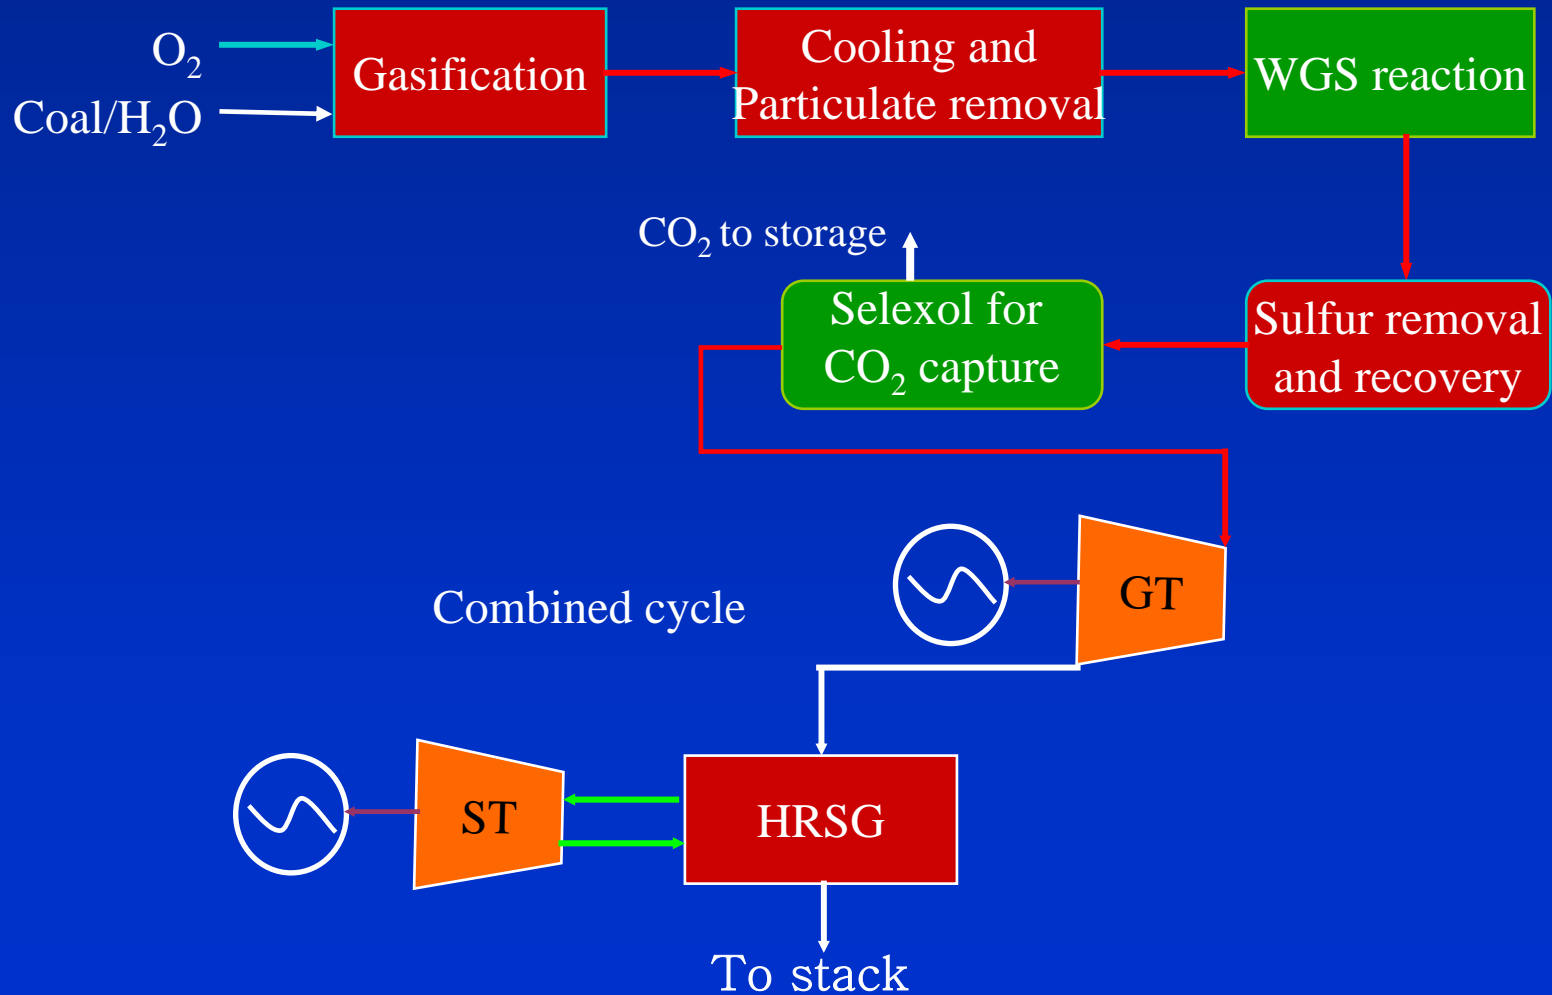 O₂
Coal/H₂O
Gasification
Cooling and
Particulate removal
WGS reaction
CO₂ to storage
Selexol for
CO₂ capture
Sulfur removal
and recovery
GT
Combined cycle
ST
HRSG
To stack